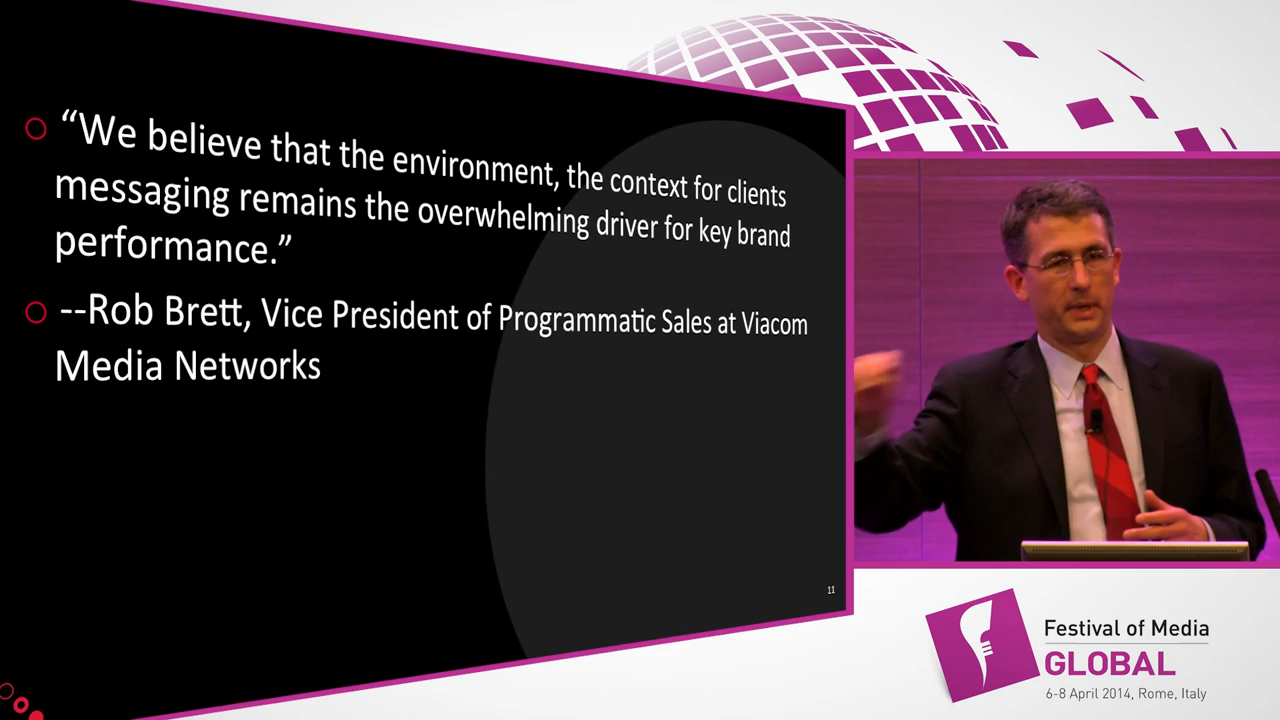 “We believe that the environment, the context for clients
messaging remains the overwhelming driver for key brand
performance.”
--Rob Brett, Vice President of Programmatic Sales at Viacom
Media Networks
11
Festival of Media
GLOBAL
6-8 April 2014, Rome, Italy